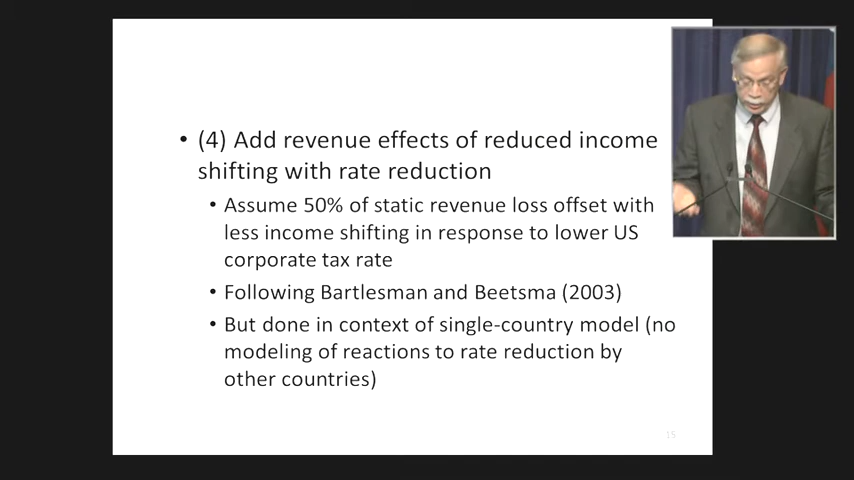 • (4) Add revenue effects of reduced income
shifting with rate reduction
• Assume 50% of static revenue loss offset with
less income shifting in response to lower US
corporate tax rate
• Following Bartlesman and Beetsma (2003)
• But done in context of single-country model (no
modeling of reactions to rate reduction by
other countries)
15